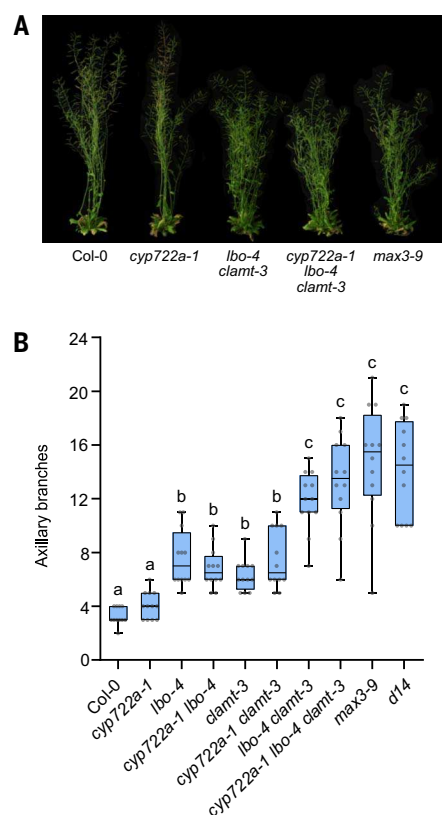 A
Col-0
cyp722a-1
lbo-4
clamt-3
cyp722a-1
lbo-4
clamt-3
max3-9
B
24
20
16
12
8
4
0
Axillary branches
a
a
b
b
b
b
c
c
c
c
Col-0
cyp722a-1
lbo-4
cyp722a-1 lbo-4
clamt-3
cyp722a-1 clamt-3
lbo-4 clamt-3
cyp722a-1 lbo-4 clamt-3
max3-9
d14